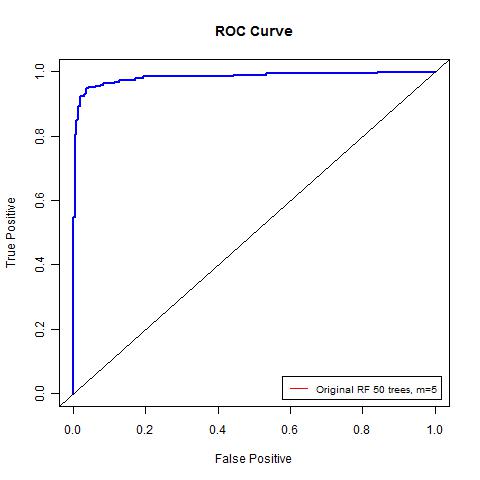 ROC Curve
True Positive
1.0
0.8
0.6
0.4
0.2
0.0
Original RF 50 trees, m=5
0.0 0.2 0.4 0.6 0.8 1.0
False Positive